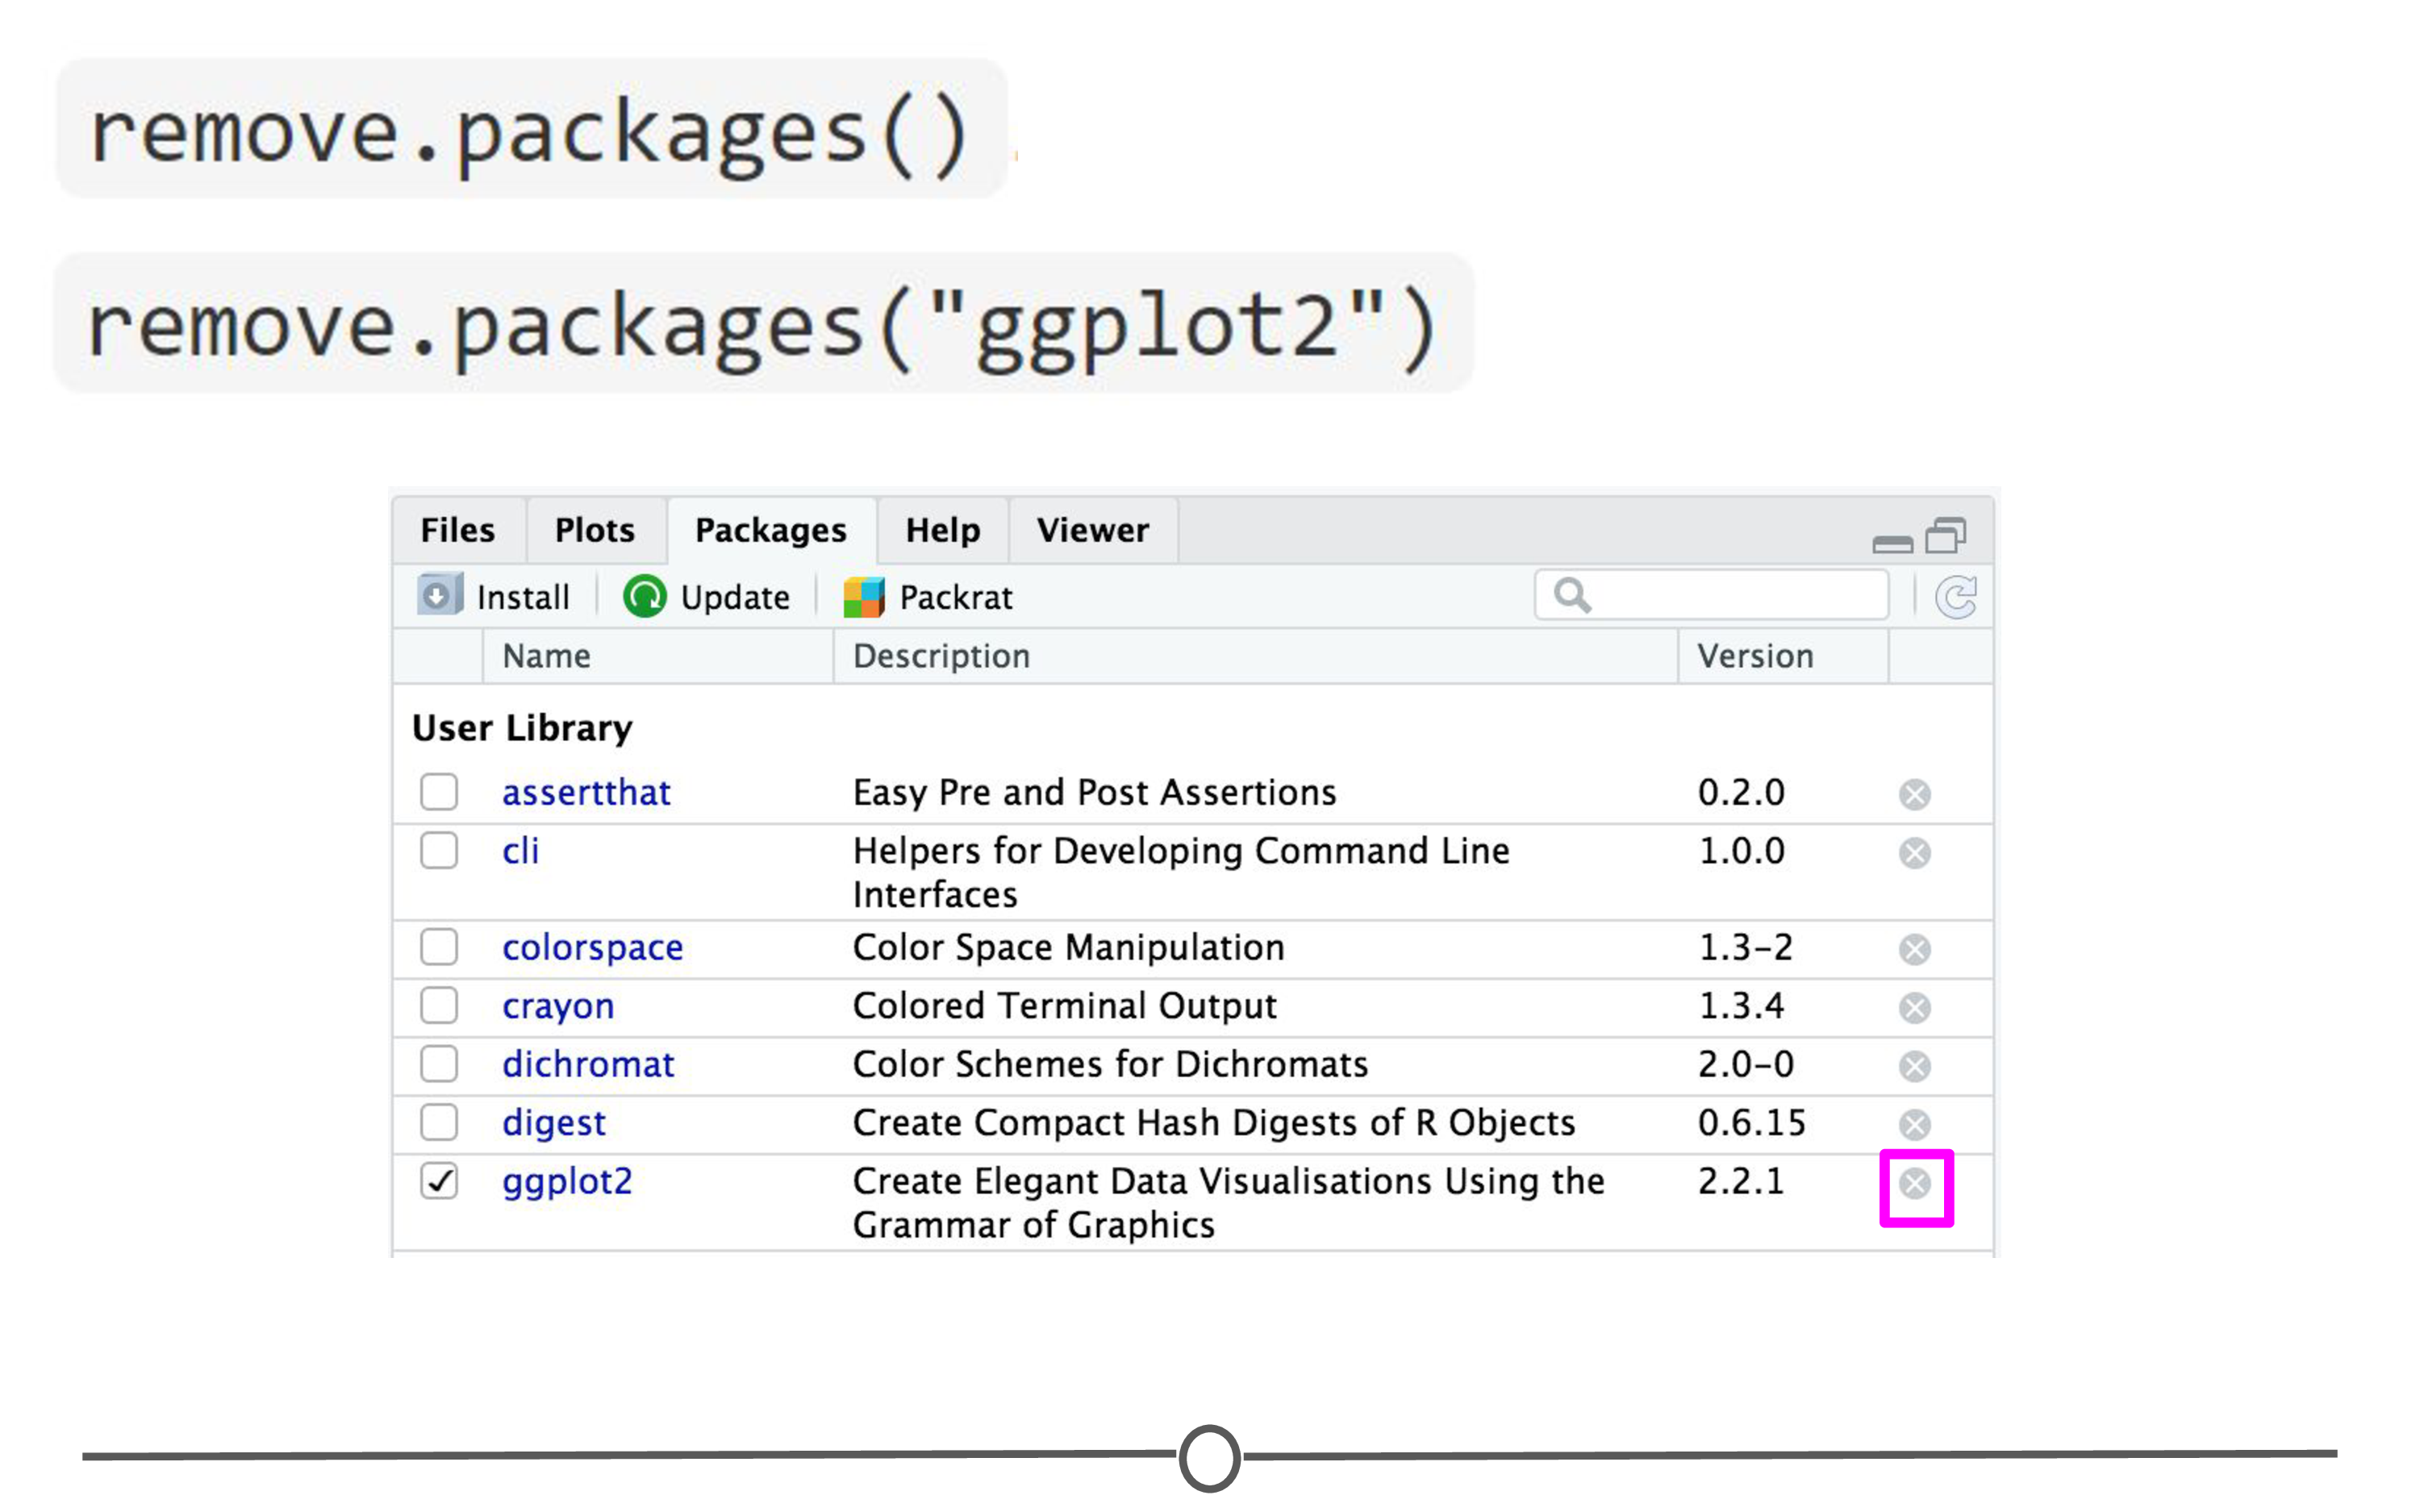 remove.packages()
remove.packages("ggplot2")
Files Plots Packages Help Viewer
Install Update Packrat
Name Description Version
User Library
assertthat Easy Pre and Post Assertions 0.2.0
cli Helpers for Developing Command Line 1.0.0
Interfaces
colorspace Color Space Manipulation 1.3-2
crayon Colored Terminal Output 1.3.4
dichromat Color Schemes for Dichromats 2.0-0
digest Create Compact Hash Digests of R Objects 0.6.15
ggplot2 Create Elegant Data Visualisations Using the 2.2.1
Grammar of Graphics